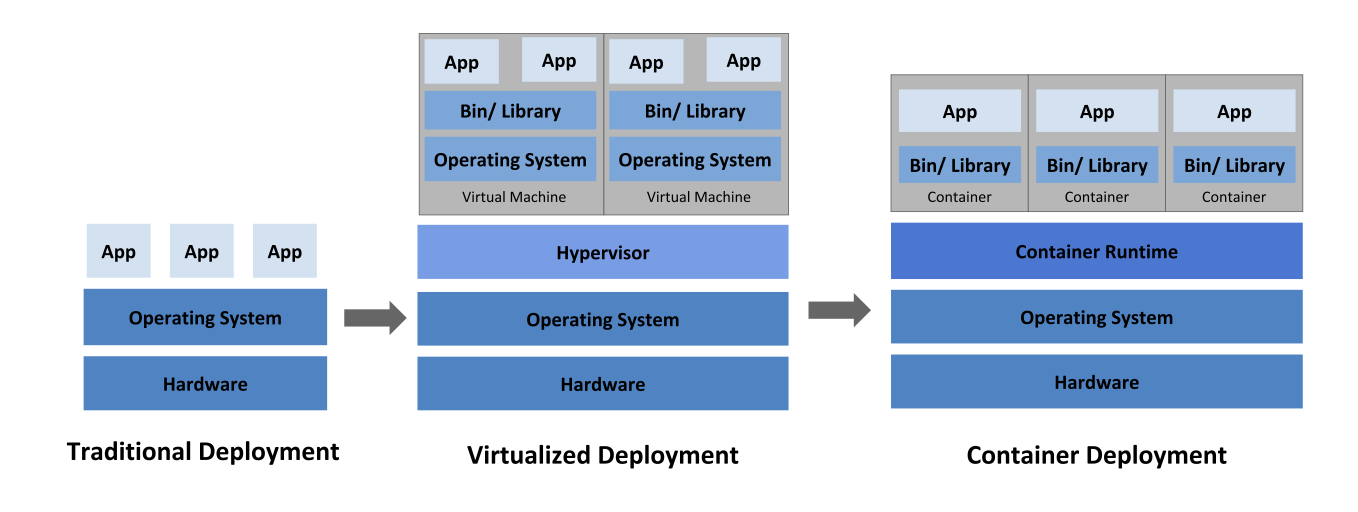 App
App
App
Operating System
Hardware
Traditional Deployment
App
App
Bin/ Library
Operating System
Virtual Machine
App
App
Bin/ Library
Operating System
Virtual Machine
Hypervisor
Operating System
Hardware
Virtualized Deployment
App
Bin/ Library
Container
App
Bin/ Library
Container
App
Bin/ Library
Container
Container Runtime
Operating System
Hardware
Container Deployment